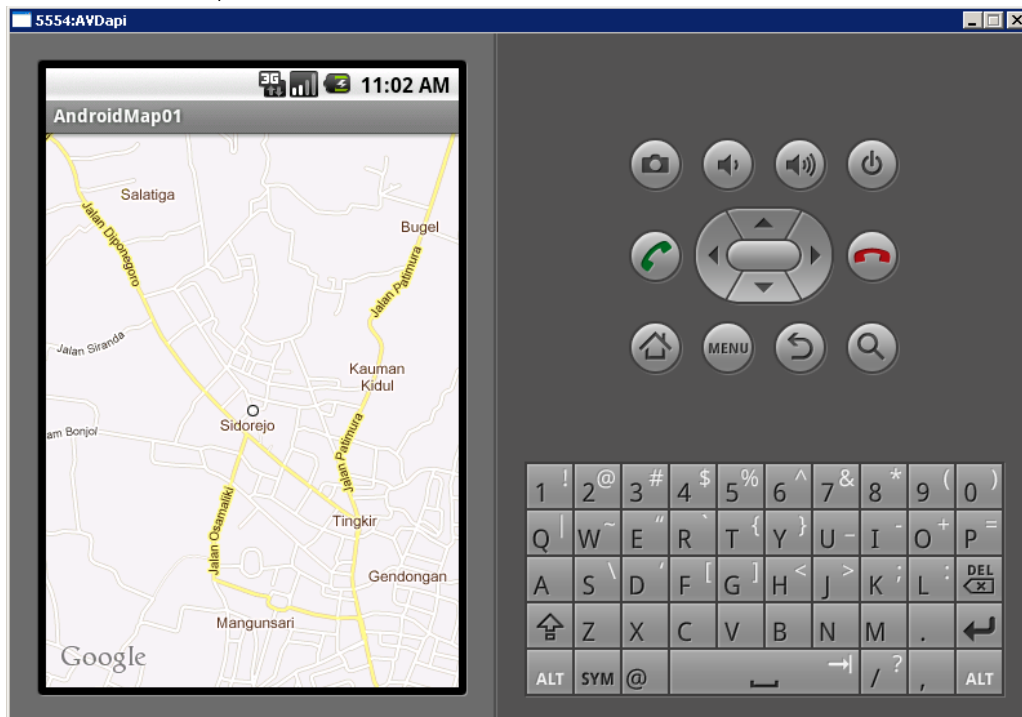 5554:AVDapi
3G 11:02 AM
AndroidMap01
Salatiga
Bugel
Jalan Diponegoro
Jalan Patimura
Jalan Siranda
Kauman
Kidul
Sidorejo
am Bonjol
Jalan Patimura
Jalan Osamaliki
Tingkir
Gendongan
Mangunsari
Google
MENU
1 ! 2 @ 3 # 4 $ 5 % 6 ^ 7 & 8 * 9 ( 0 )
Q | W ~ E “ R ` T { Y } U _ I - O + P =
A S \ D ‘ F [ G ] H < J > K ; L : DEL
Z X C V B N M .
ALT SYM @ / ? , ALT